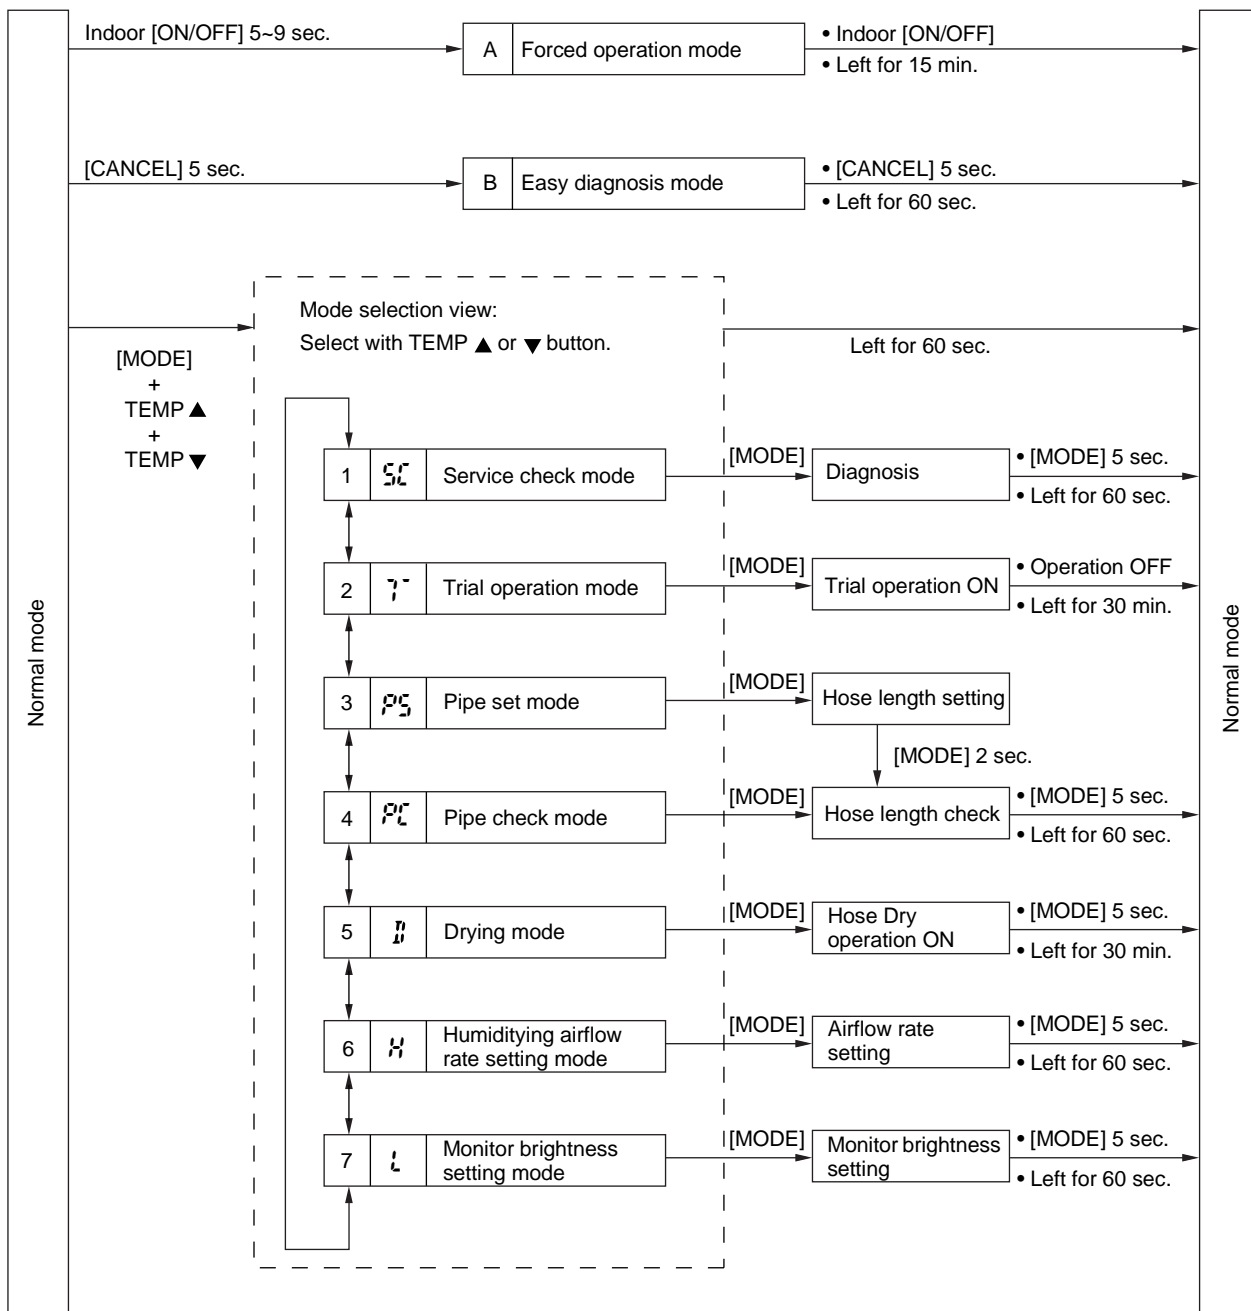 Normal mode
Indoor [ON/OFF] 5~9 sec.
A
Forced operation mode
• Indoor [ON/OFF]
• Left for 15 min.
[CANCEL] 5 sec.
B
Easy diagnosis mode
• [CANCEL] 5 sec.
• Left for 60 sec.
[MODE]
+
TEMP ▲
+
TEMP ▼
Mode selection view:
Select with TEMP ▲ or ▼ button.
Left for 60 sec.
1 SC Service check mode
[MODE]
Diagnosis
• [MODE] 5 sec.
• Left for 60 sec.
2 T Trial operation mode
[MODE]
Trial operation ON
• Operation OFF
• Left for 30 min.
3 PS Pipe set mode
[MODE]
Hose length setting
[MODE] 2 sec.
4 PC Pipe check mode
[MODE]
Hose length check
• [MODE] 5 sec.
• Left for 60 sec.
5 D Drying mode
[MODE]
Hose Dry
operation ON
• [MODE] 5 sec.
• Left for 30 min.
6 H Humiditying airflow
rate setting mode
[MODE]
Airflow rate
setting
• [MODE] 5 sec.
• Left for 60 sec.
7 L Monitor brightness
setting mode
[MODE]
Monitor brightness
setting
• [MODE] 5 sec.
• Left for 60 sec.
Normal mode